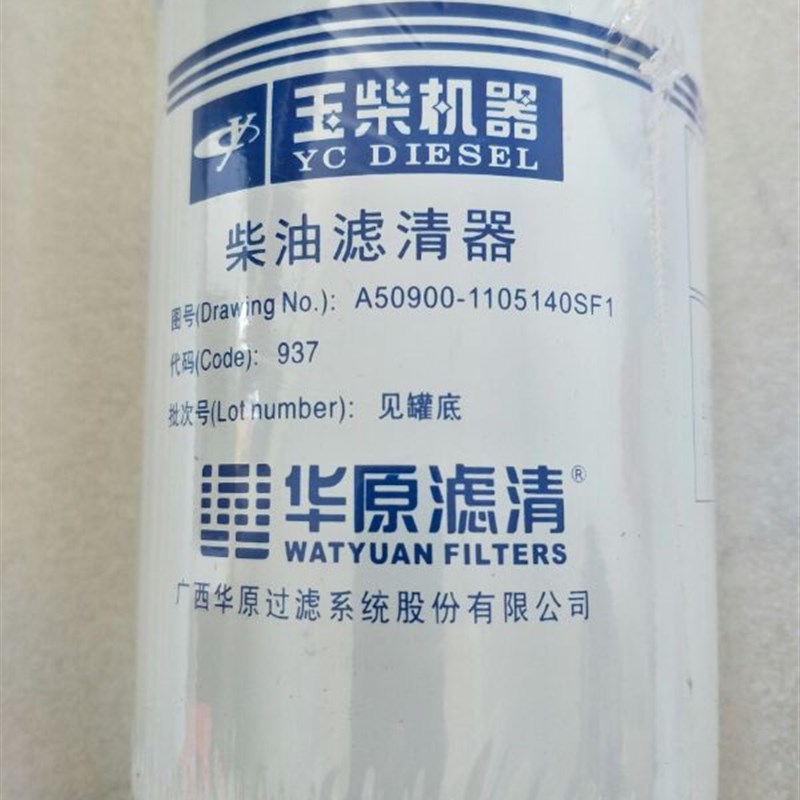 玉柴机器
YC DIESEL
柴油滤清器
图号(Drawing No.): A50900-1105140SF1
代码(Code): 937
批次号(Lot number): 见罐底
华原滤清®
WATYUAN FILTERS
广西华原过滤系统股份有限公司